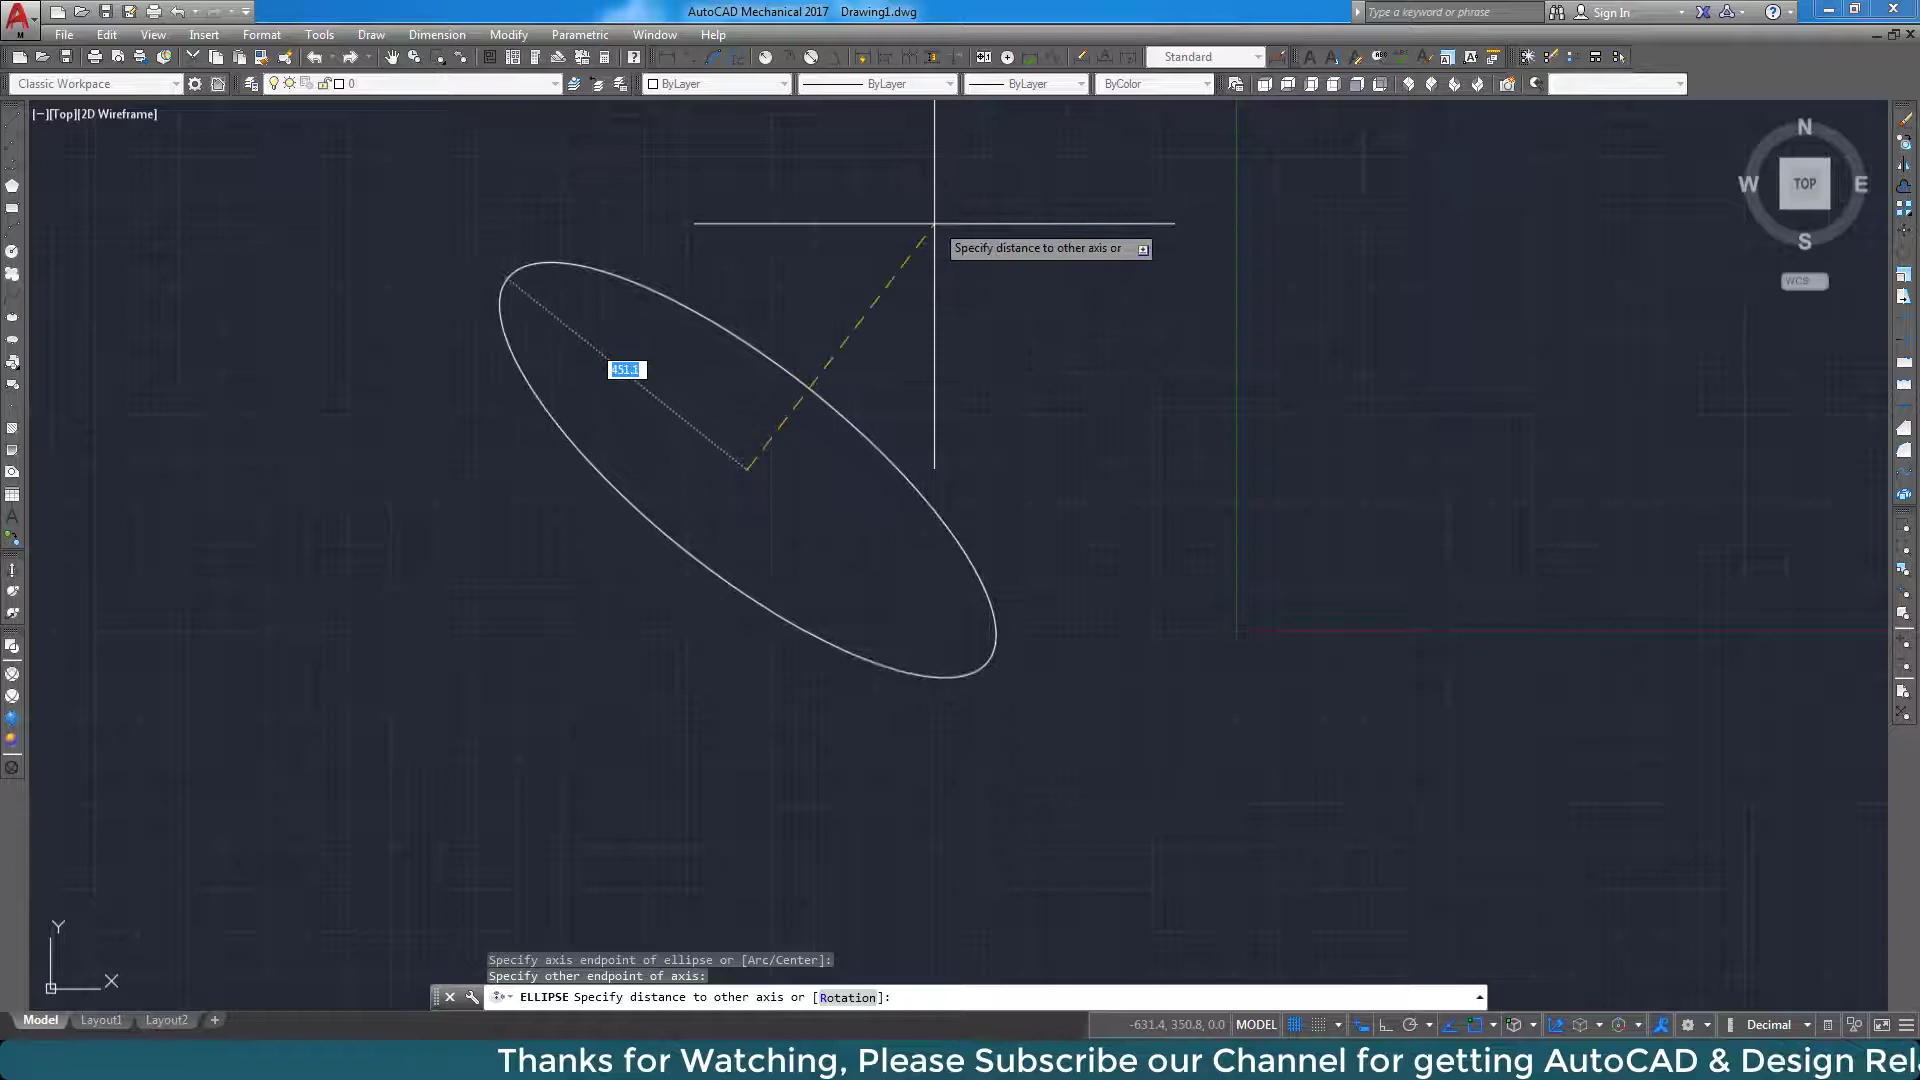 AutoCAD Mechanical 2017 Drawing1.dwg
Type a keyword or phrase
Sign In
File Edit View Insert Format Tools Draw Dimension Modify Parametric Window Help
Standard
Classic Workspace
0
ByLayer
ByLayer
ByLayer
ByColor
[−][Top][2D Wireframe]
N
W TOP E
S
WCS
Specify distance to other axis or
451.1
Y
X
Specify axis endpoint of ellipse or [Arc/Center]:
Specify other endpoint of axis:
ELLIPSE Specify distance to other axis or [Rotation]:
Model Layout1 Layout2 +
-631.4, 350.8, 0.0 MODEL
Decimal
Thanks for Watching, Please Subscribe our Channel for getting AutoCAD & Design Rel